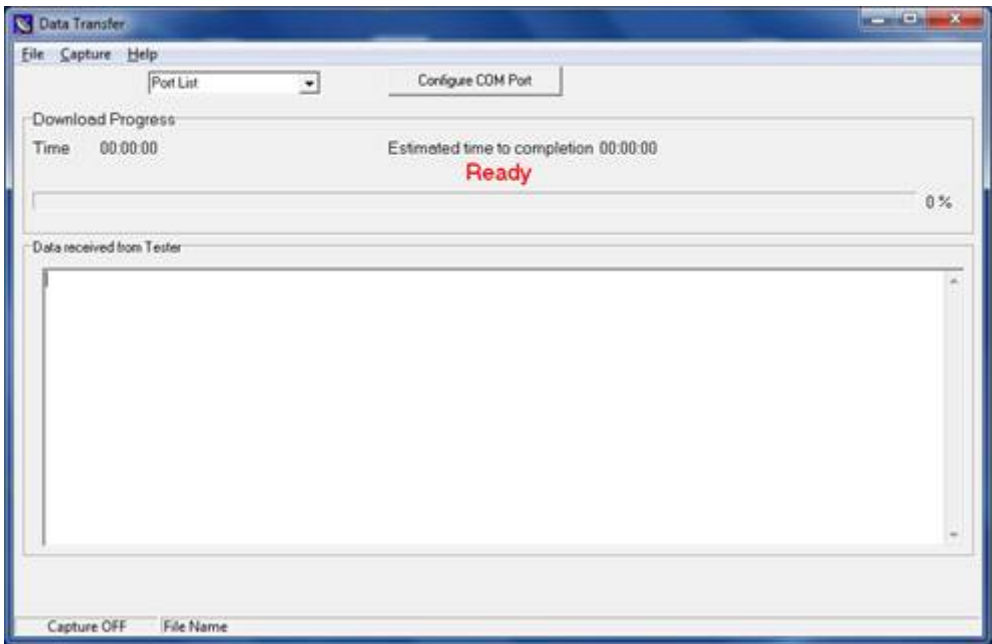 Data Transfer
File Capture Help
Port List Configure COM Port
Download Progress
Time 00:00:00 Estimated time to completion 00:00:00
Ready
0 %
Data received from Tester
Capture OFF File Name